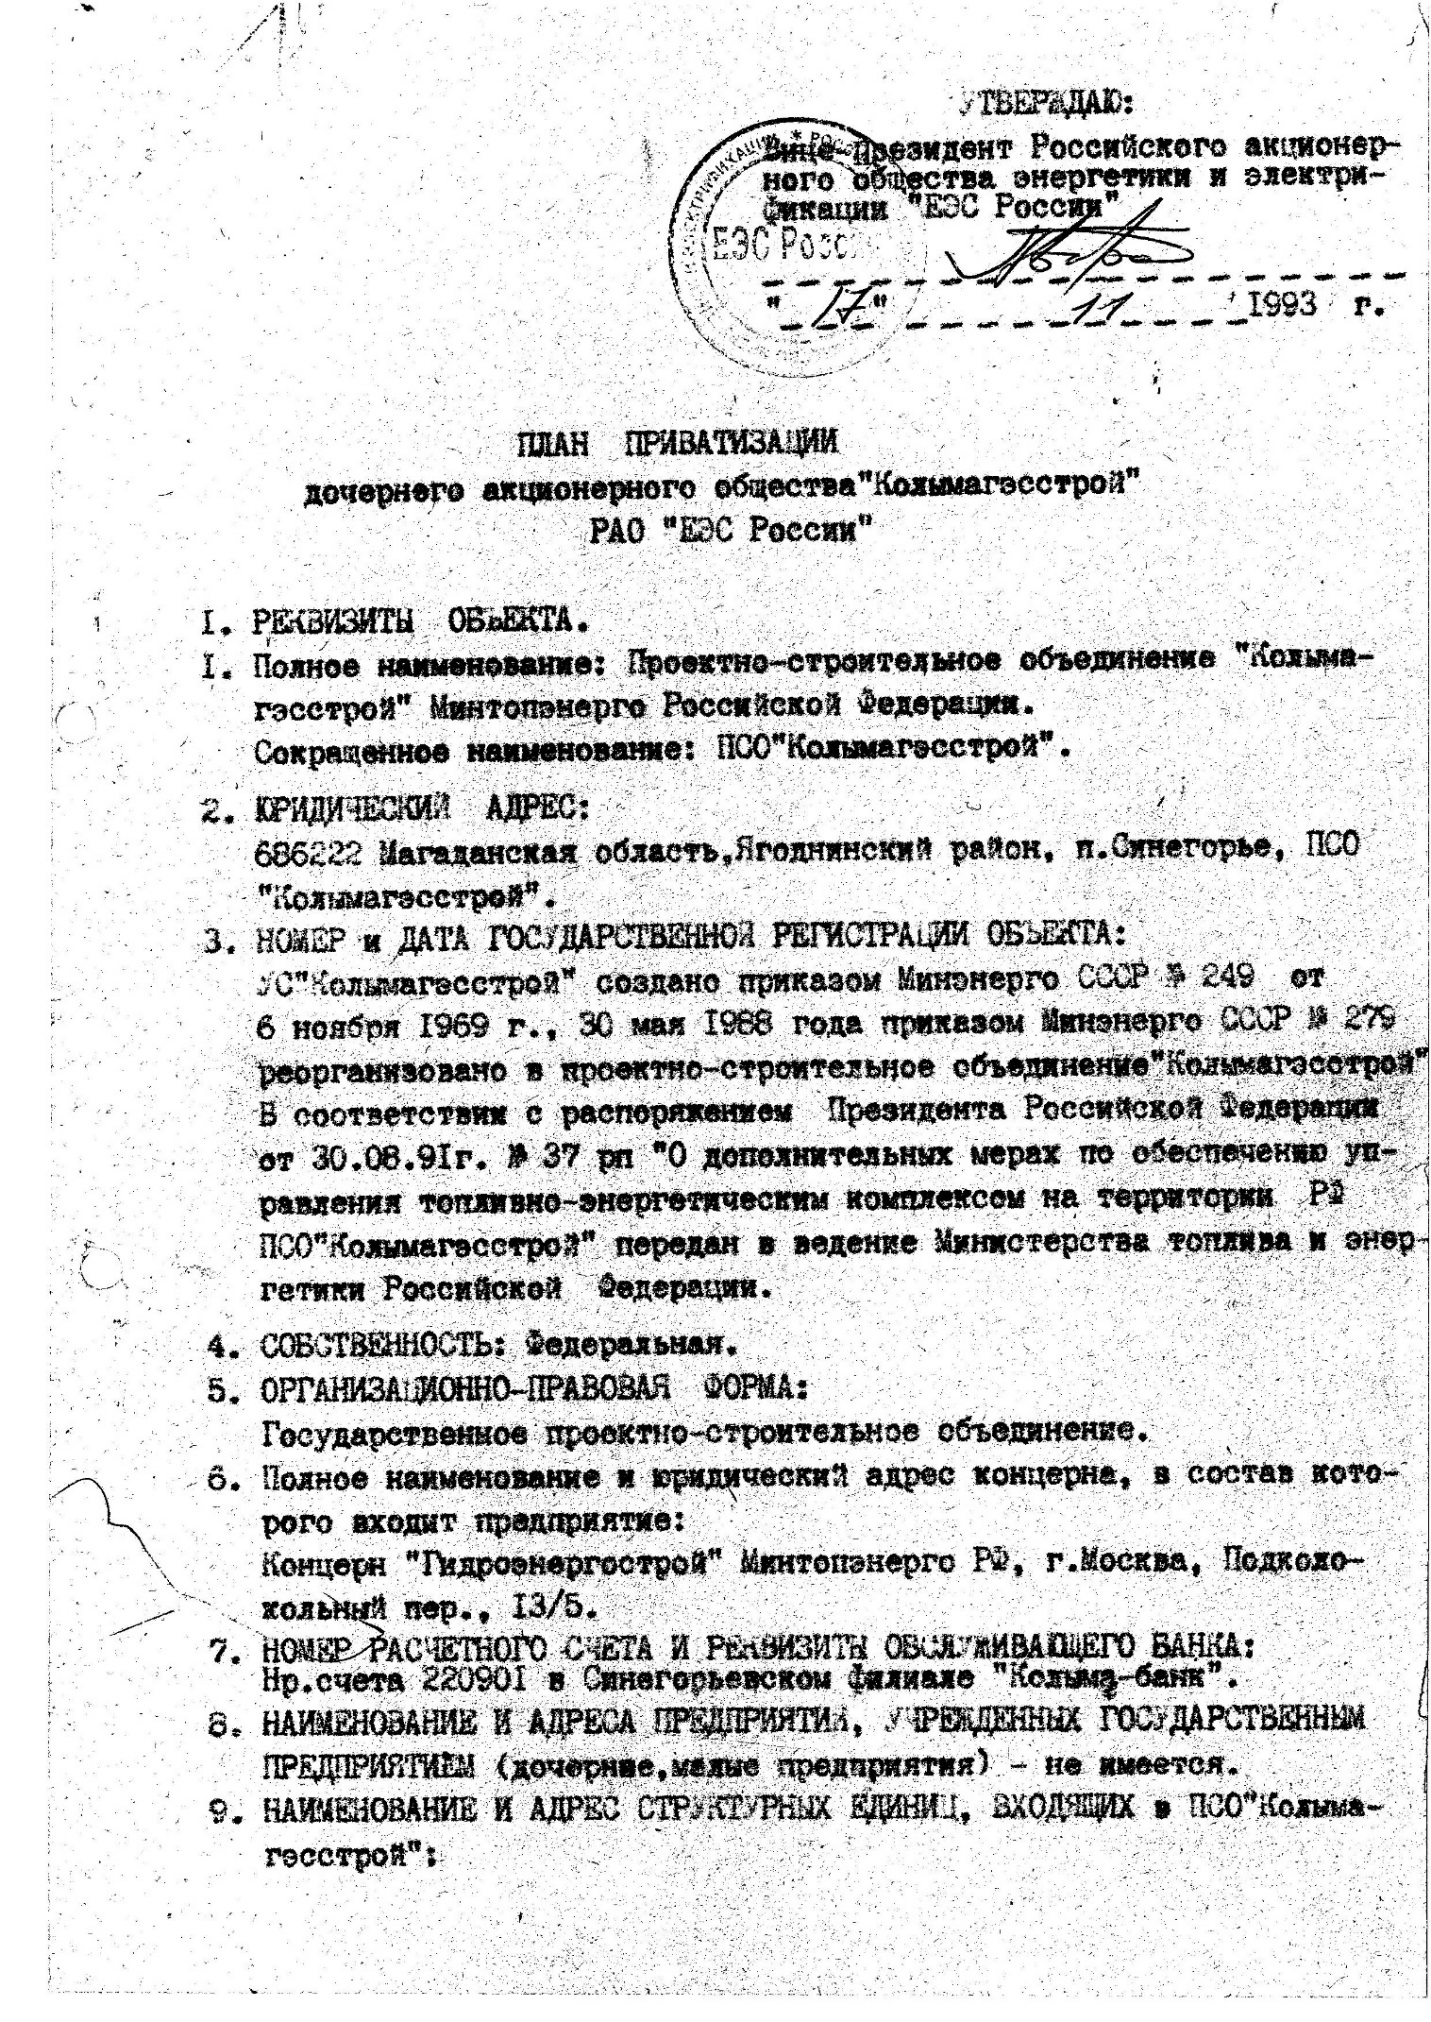 УТВЕРЖДАЮ:
Вице-президент Российского акционер-
ного общества энергетики и электри-
фикации "ЕЭС России"
ЕЭС России
"17" 11 1993 г.
ПЛАН ПРИВАТИЗАЦИИ
дочернего акционерного общества"Колымагэсстрой"
РАО "ЕЭС России"
I. РЕКВИЗИТЫ ОБЪЕКТА.
I. Полное наименование: Проектно-строительное объединение "Колыма-
гэсстрой" Минтопэнерго Российской Федерации.
Сокращенное наименование: ПСО"Колымагэсстрой".
2. ЮРИДИЧЕСКИЙ АДРЕС:
686222 Магаданская область,Ягоднинский район, п.Синегорье, ПСО
"Колымагэсстрой".
3. НОМЕР и ДАТА ГОСУДАРСТВЕННОЙ РЕГИСТРАЦИИ ОБЪЕКТА:
УС"Колымагэсстрой" создано приказом Минэнерго СССР № 249 от
6 ноября I969 г., 30 мая I988 года приказом Минэнерго СССР № 279
реорганизовано в проектно-строительное объединение"Колымагэсстрой"
В соответствии с распоряжением Президента Российской Федерации
от 30.08.9Iг. № 37 рп "О дополнительных мерах по обеспечению уп-
равления топливно-энергетическим комплексом на территории РФ
ПСО"Колымагэсстрой" передан в ведение Министерства топлива и энер-
гетики Российской Федерации.
4. СОБСТВЕННОСТЬ: Федеральная.
5. ОРГАНИЗАЦИОННО-ПРАВОВАЯ ФОРМА:
Государственное проектно-строительное объединение.
6. Полное наименование и юридический адрес концерна, в состав кото-
рого входит предприятие:
Концерн "Гидроэнергострой" Минтопэнерго РФ, г.Москва, Подколо-
кольный пер., I3/5.
7. НОМЕР РАСЧЕТНОГО СЧЕТА И РЕКВИЗИТЫ ОБСЛУЖИВАЮЩЕГО БАНКА:
Нр.счета 22090I в Синегорьевском филиале "Колыма-банк".
8. НАИМЕНОВАНИЕ И АДРЕСА ПРЕДПРИЯТИЙ, УЧРЕЖДЕННЫХ ГОСУДАРСТВЕННЫМ
ПРЕДПРИЯТИЕМ (дочерние,малые предприятия) - не имеется.
9. НАИМЕНОВАНИЕ И АДРЕС СТРУКТУРНЫХ ЕДИНИЦ, ВХОДЯЩИХ в ПСО"Колыма-
гэсстрой":